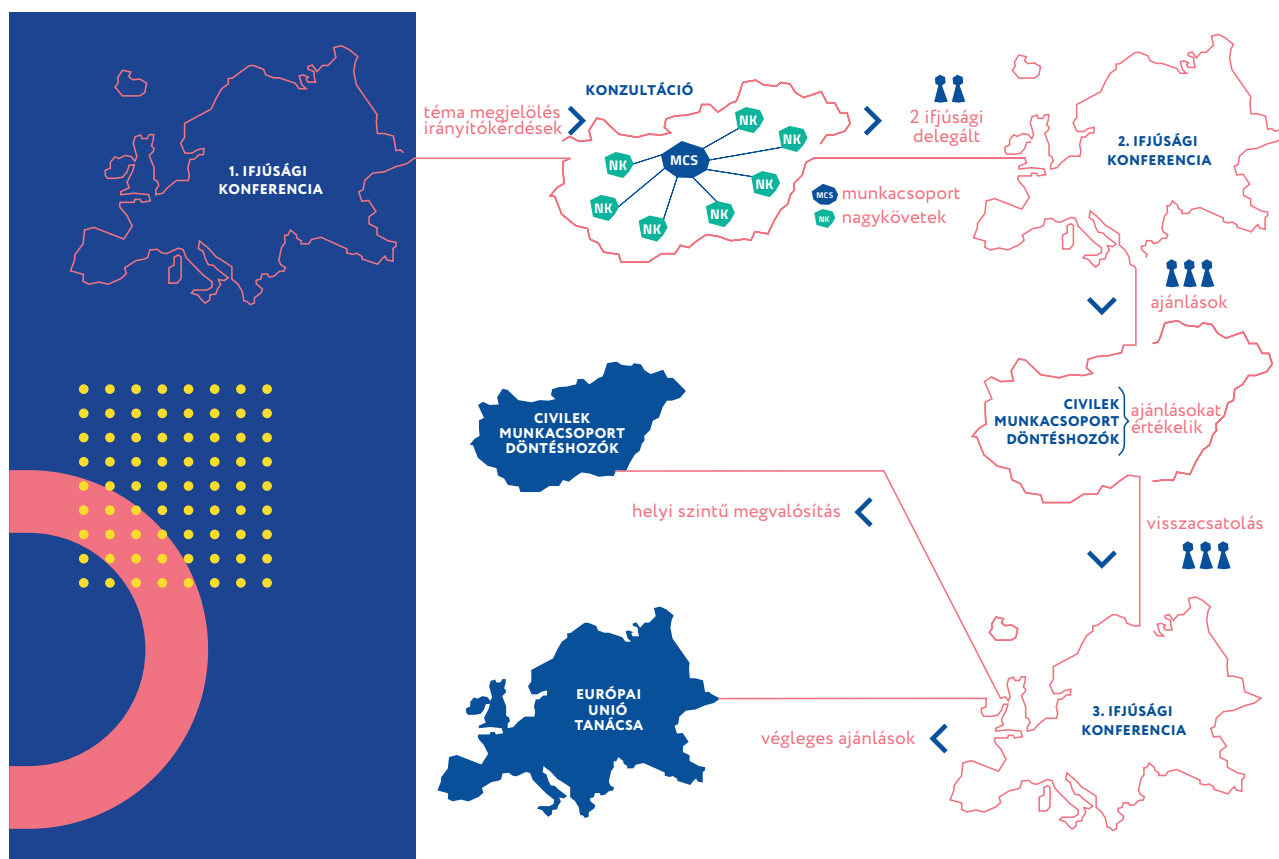 1. IFJÚSÁGI
KONFERENCIA
téma megjelölés
irányítókérdések
KONZULTÁCIÓ
NK
NK
NK
MCS
NK
NK
NK
NK
MCS munkacsoport
NK nagykövetek
2 ifjúsági
delegált
2. IFJÚSÁGI
KONFERENCIA
ajánlások
CIVILEK
MUNKACSOPORT
DÖNTÉSHOZÓK
ajánlásokat
értékelik
visszacsatolás
3. IFJÚSÁGI
KONFERENCIA
helyi szintű megvalósítás
CIVILEK
MUNKACSOPORT
DÖNTÉSHOZÓK
végleges ajánlások
EURÓPAI
UNIÓ
TANÁCSA